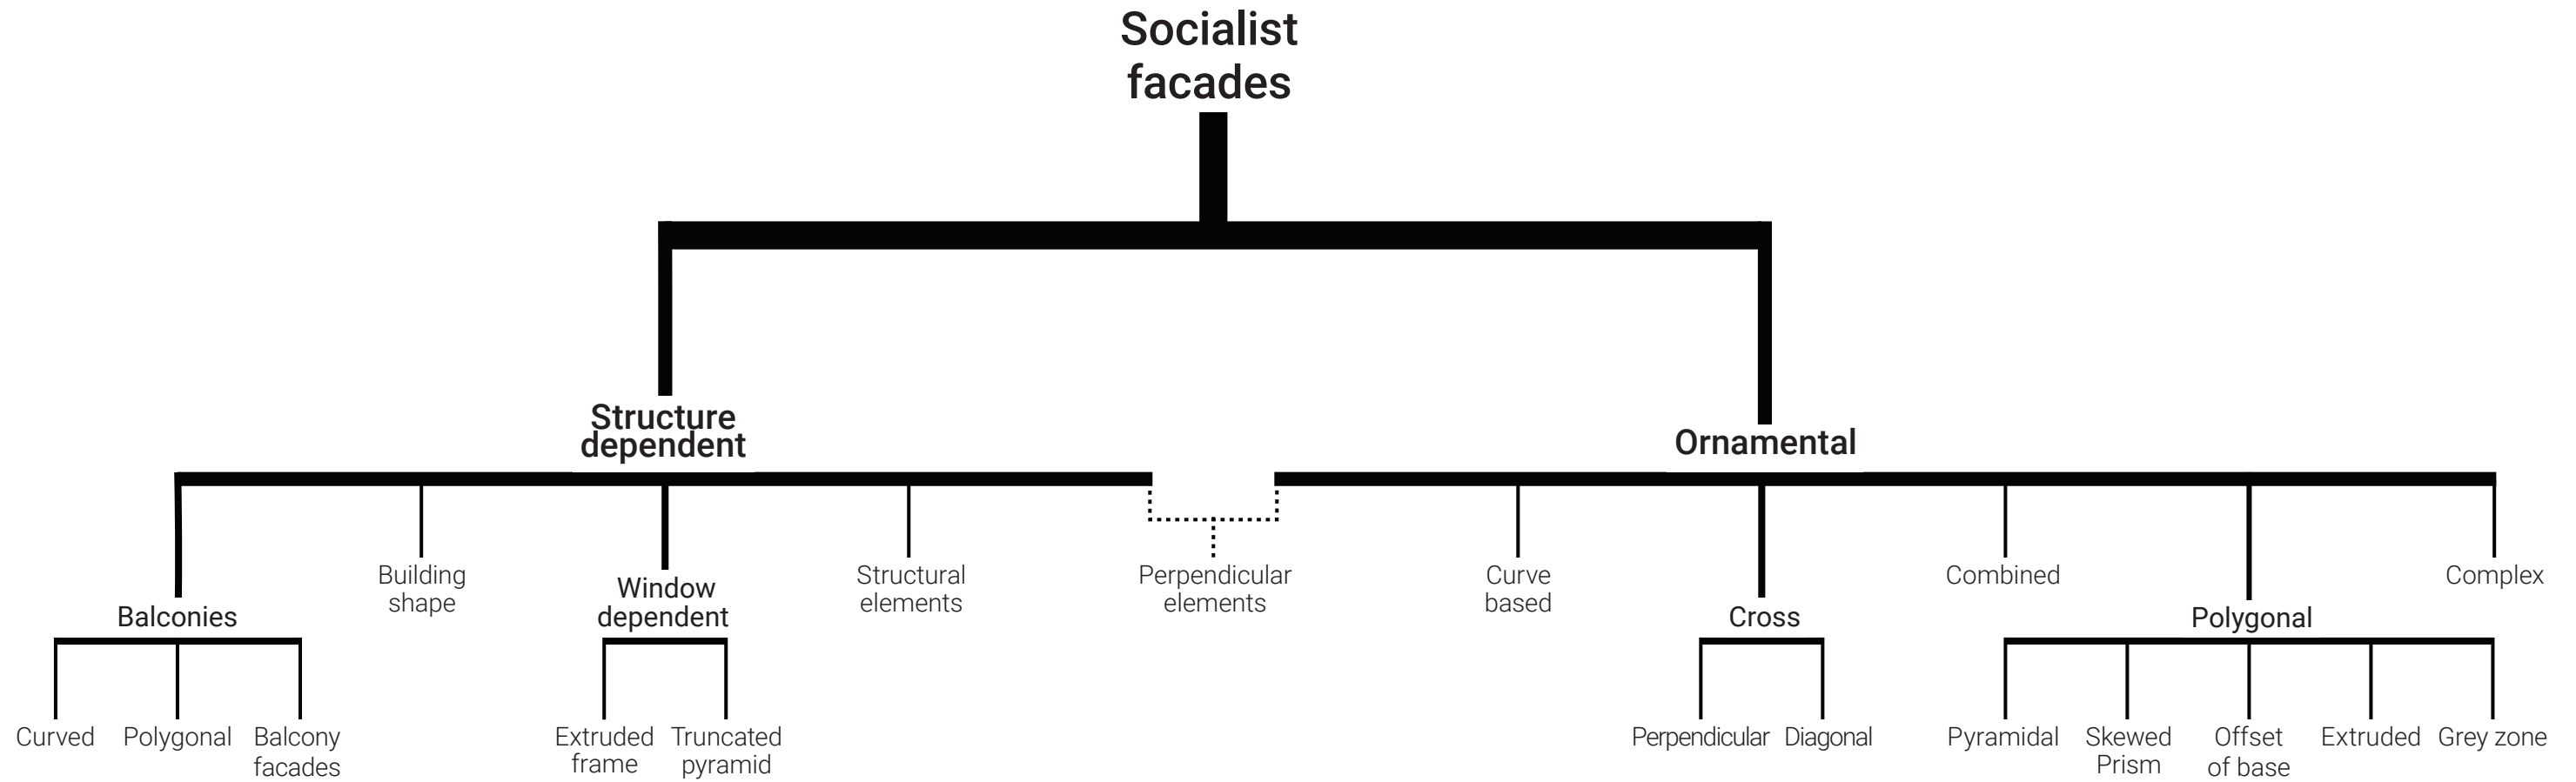 Socialist
facades
Structure
dependent
Ornamental
Balconies
Building
shape
Window
dependent
Structural
elements
Perpendicular
elements
Curve
based
Cross
Combined
Polygonal
Complex
Curved
Polygonal
Balcony
facades
Extruded
frame
Truncated
pyramid
Perpendicular
Diagonal
Pyramidal
Skewed
Prism
Offset
of base
Extruded
Grey zone